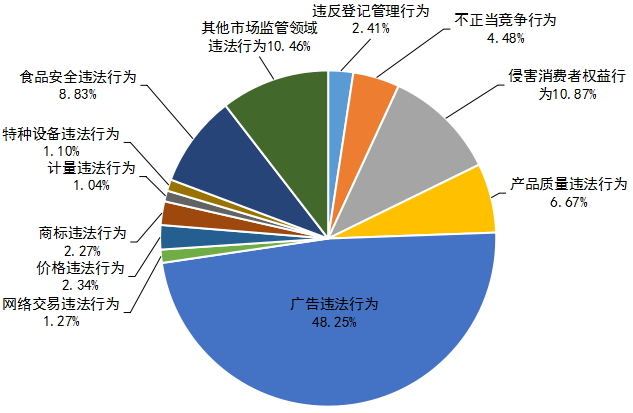 违反登记管理行为
2.41%
不正当竞争行为
4.48%
侵害消费者权益行
为10.87%
产品质量违法行为
6.67%
广告违法行为
48.25%
网络交易违法行为
1.27%
价格违法行为
2.34%
商标违法行为
2.27%
计量违法行为
1.04%
特种设备违法行为
1.10%
食品安全违法行为
8.83%
其他市场监管领域
违法行为10.46%